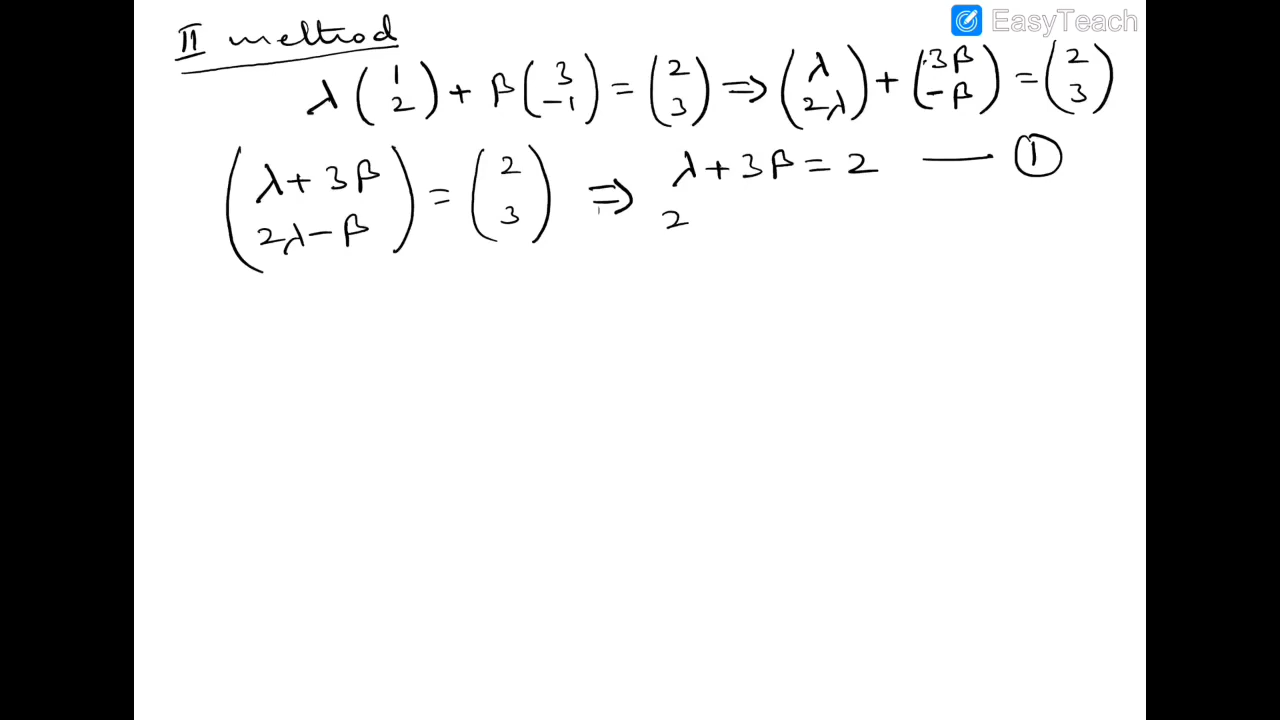 EasyTeach
II method
λ(1 2) + β(3 -1) = (2 3) ⇒ (λ 2λ) + (3β -β) = (2 3)
(λ+3β 2λ-β) = (2 3) ⇒ λ+3β=2 — ①
2